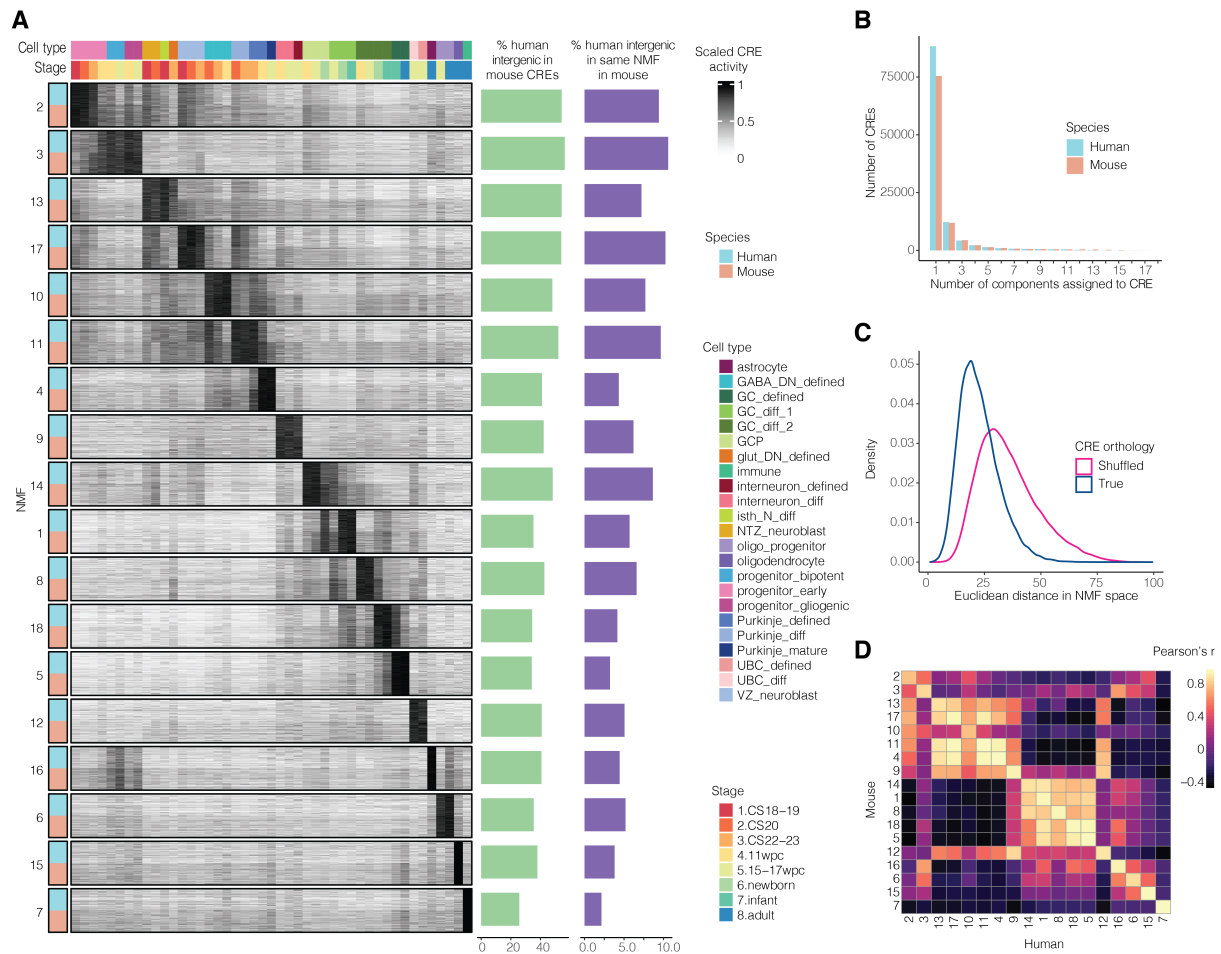 A
Cell type
Stage
% human
intergenic in
mouse CREs
% human intergenic
in same NMF
in mouse
Scaled CRE
activity
1
0.5
0
NMF
2
3
13
17
10
11
4
9
14
1
8
18
5
12
16
6
15
7
0
20
40
0.0
5.0
10.0
Species
Human
Mouse
Cell type
astrocyte
GABA_DN_defined
GC_defined
GC_diff_1
GC_diff_2
GCP
glut_DN_defined
immune
interneuron_defined
interneuron_diff
isth_N_diff
NTZ_neuroblast
oligo_progenitor
oligodendrocyte
progenitor_bipotent
progenitor_early
progenitor_gliogenic
Purkinje_defined
Purkinje_diff
Purkinje_mature
UBC_defined
UBC_diff
VZ_neuroblast
Stage
1.CS18−19
2.CS20
3.CS22−23
4.11wpc
5.15−17wpc
6.newborn
7.infant
8.adult
B
Number of CREs
75000
50000
25000
0
1 3 5 7 9 11 13 15 17
Number of components assigned to CRE
Species
Human
Mouse
C
Density
0.05
0.04
0.03
0.02
0.01
0.00
0 25 50 75 100
Euclidean distance in NMF space
CRE orthology
Shuffled
True
D
Pearson's r
0.8
0.4
0
−0.4
Mouse
2
3
13
17
10
11
4
9
14
1
8
18
5
12
16
6
15
7
2 3 13 17 10 11 4 9 14 1 8 18 5 12 16 6 15 7
Human